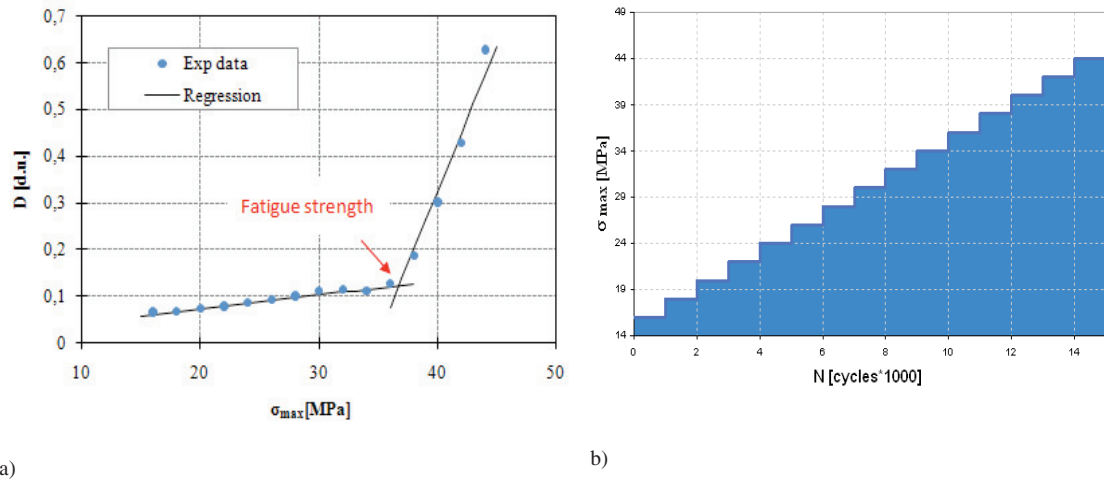 0,7
0,6
0,5
0,4
0,3
0,2
0,1
0
D [d.u.]
Exp data
Regression
Fatigue strength
10 20 30 40 50
σmax[MPa]
a)
49
44
39
34
29
24
19
14
σ max [MPa]
0 2 4 6 8 10 12 14
N [cycles*1000]
b)